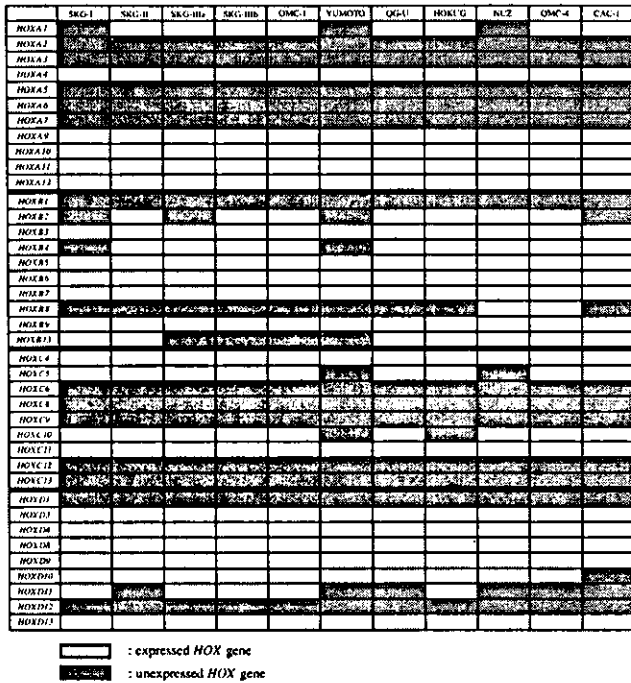 SKG-I SKG-II SKG-IIIa SKG-IIIb OMC-1 YUMOTO QG-U HOKUG NUZ OMC-4 CAC-1
HOXA1
HOXA2
HOXA3
HOXA4
HOXA5
HOXA6
HOXA7
HOXA9
HOXA10
HOXA11
HOXA13
HOXB1
HOXB2
HOXB3
HOXB4
HOXB5
HOXB6
HOXB7
HOXB8
HOXB9
HOXB13
HOXC4
HOXC5
HOXC6
HOXC8
HOXC9
HOXC10
HOXC11
HOXC12
HOXC13
HOXD1
HOXD3
HOXD4
HOXD8
HOXD9
HOXD10
HOXD11
HOXD12
HOXD13
: expressed HOX gene
: unexpressed HOX gene